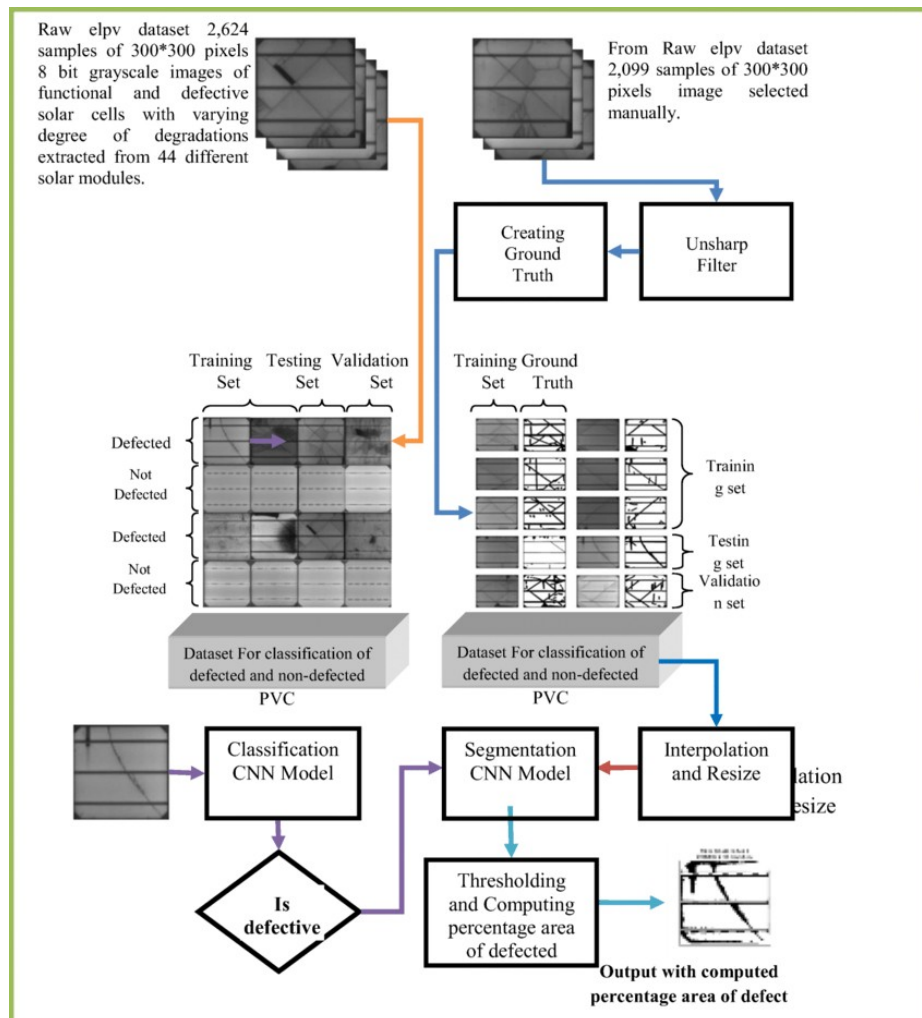 Raw elpv dataset 2,624
samples of 300*300 pixels
8 bit grayscale images of
functional and defective
solar cells with varying
degree of degradations
extracted from 44 different
solar modules.
From Raw elpv dataset
2,099 samples of 300*300
pixels image selected
manually.
Creating
Ground
Truth
Unsharp
Filter
Training Testing Validation
Set Set Set
Defected
Not
Defected
Defected
Not
Defected
Training Ground
Set Truth
Trainin
g set
Testin
g set
Validatio
n set
Dataset For classification of
defected and non-defected
PVC
Dataset For classification of
defected and non-defected
PVC
Classification
CNN Model
Segmentation
CNN Model
Interpolation
and Resize
lation
esize
Is
defective
Thresholding
and Computing
percentage area
of defected
Output with computed
percentage area of defect